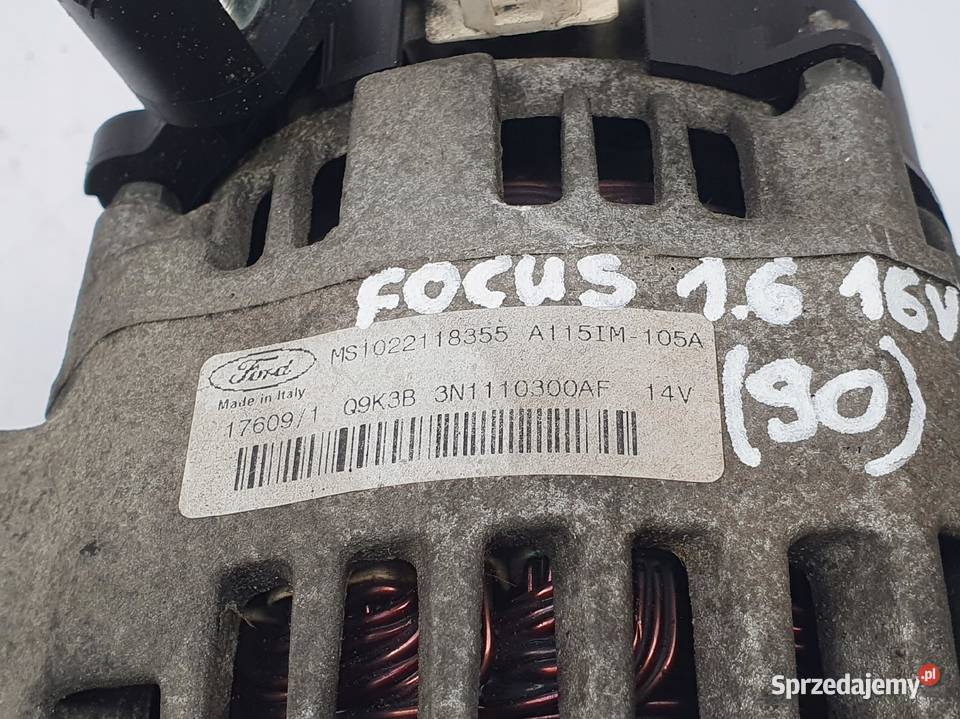 FOCUS 1.6 16V
(90)
Ford MS1022118355 A115IM-105A
Made in Italy
17609/1 Q9K3B 3N1110300AF 14V
Sprzedajemy.pl